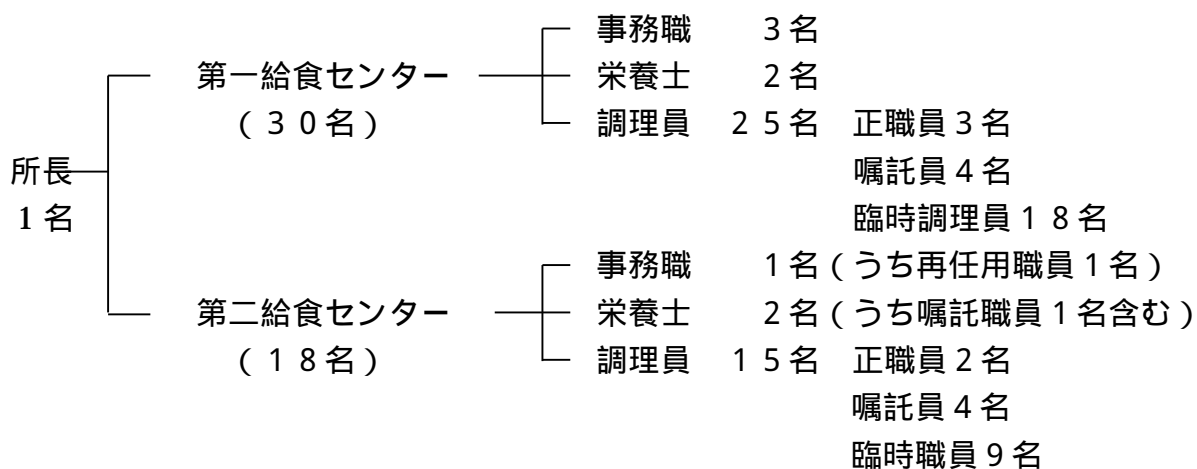 事務職　３名
第一給食センター　栄養士　２名
（３０名）　調理員　２５名　正職員３名
所長　嘱託員４名
１名　臨時調理員１８名
事務職　１名（うち再任用職員１名）
第二給食センター　栄養士　２名（うち嘱託職員１名含む）
（１８名）　調理員　１５名　正職員２名
嘱託員４名
臨時職員９名